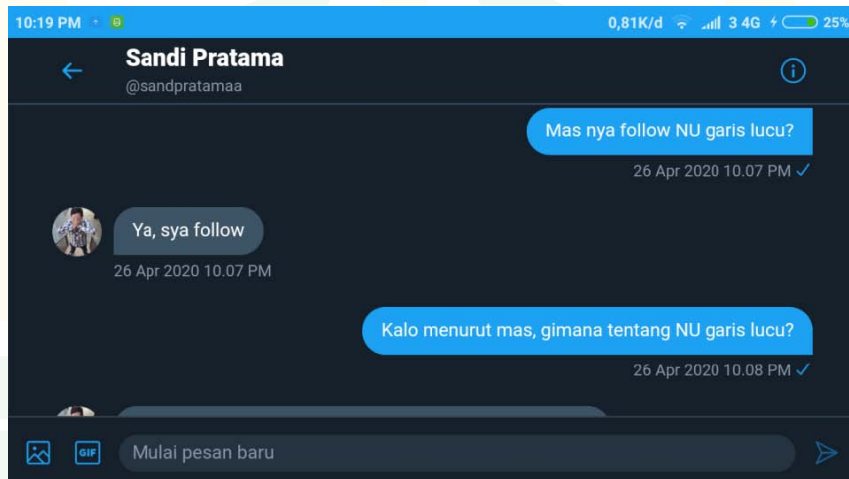 10:19 PM 0,81K/d 3 4G 25%
Sandi Pratama
@sandpratamaa
Mas nya follow NU garis lucu?
26 Apr 2020 10.07 PM
Ya, sya follow
26 Apr 2020 10.07 PM
Kalo menurut mas, gimana tentang NU garis lucu?
26 Apr 2020 10.08 PM
GIF Mulai pesan baru